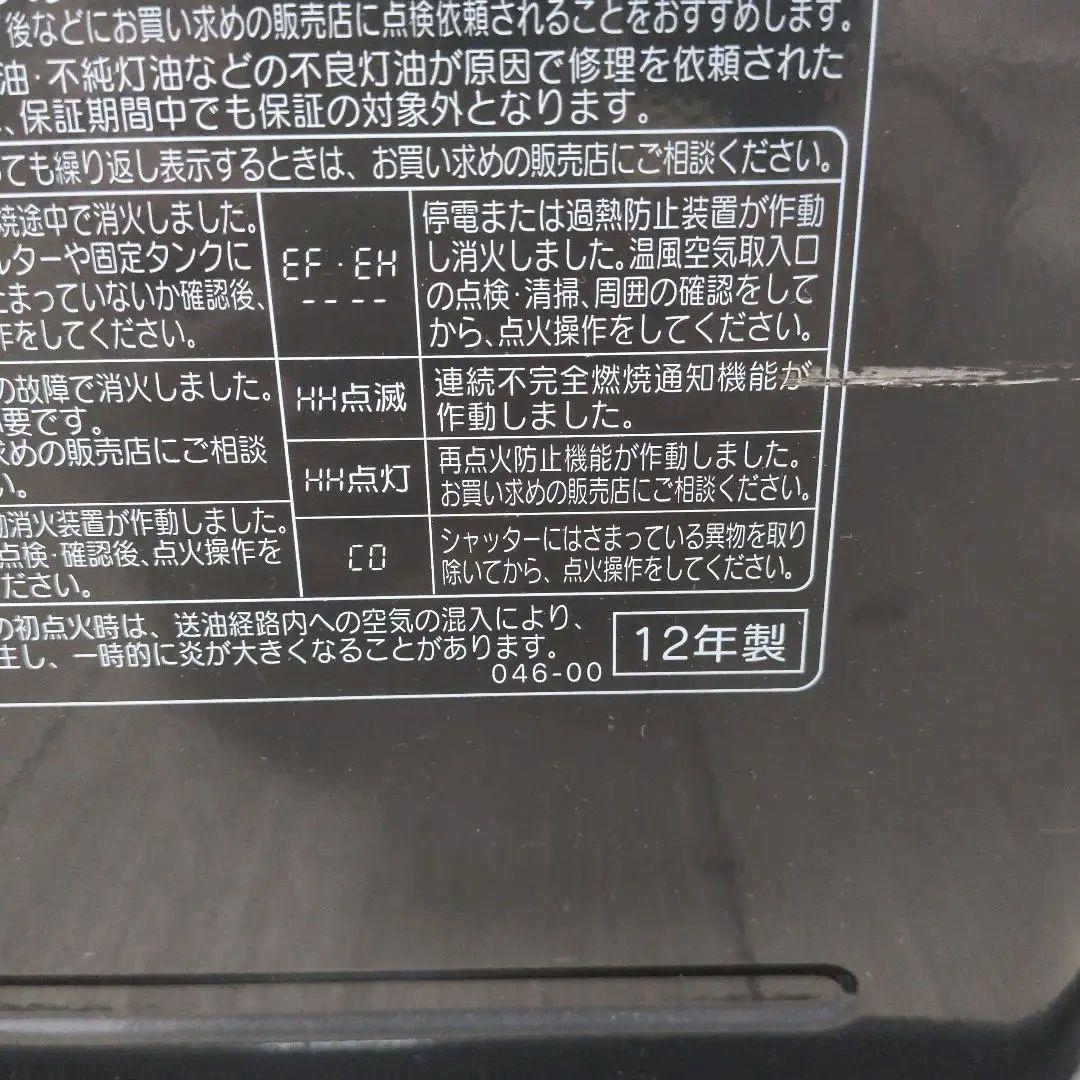 後などにお買い求めの販売店に点検依頼されることをおすすめします。
油・不純灯油などの不良灯油が原因で修理を依頼された
、保証期間中でも保証の対象外となります。
ても繰り返し表示するときは、お買い求めの販売店にご相談ください。
焼途中で消火しました。
ルターや固定タンクに
たまっていないか確認後、
作をしてください。
EF・EH
----
停電または過熱防止装置が作動
し消火しました。温風空気取入口
の点検・清掃、周囲の確認をして
から、点火操作をしてください。
の故障で消火しました。
必要です。
求めの販売店にご相談
い。
HH点滅
連続不完全燃焼通知機能が
作動しました。
HH点灯
再点火防止機能が作動しました。
お買い求めの販売店にご相談ください。
動消火装置が作動しました。
点検・確認後、点火操作を
ください。
CO
シャッターにはさまっている異物を取り
除いてから、点火操作をしてください。
の初点火時は、送油経路内への空気の混入により、
生し、一時的に炎が大きくなることがあります。
046-00
12年製